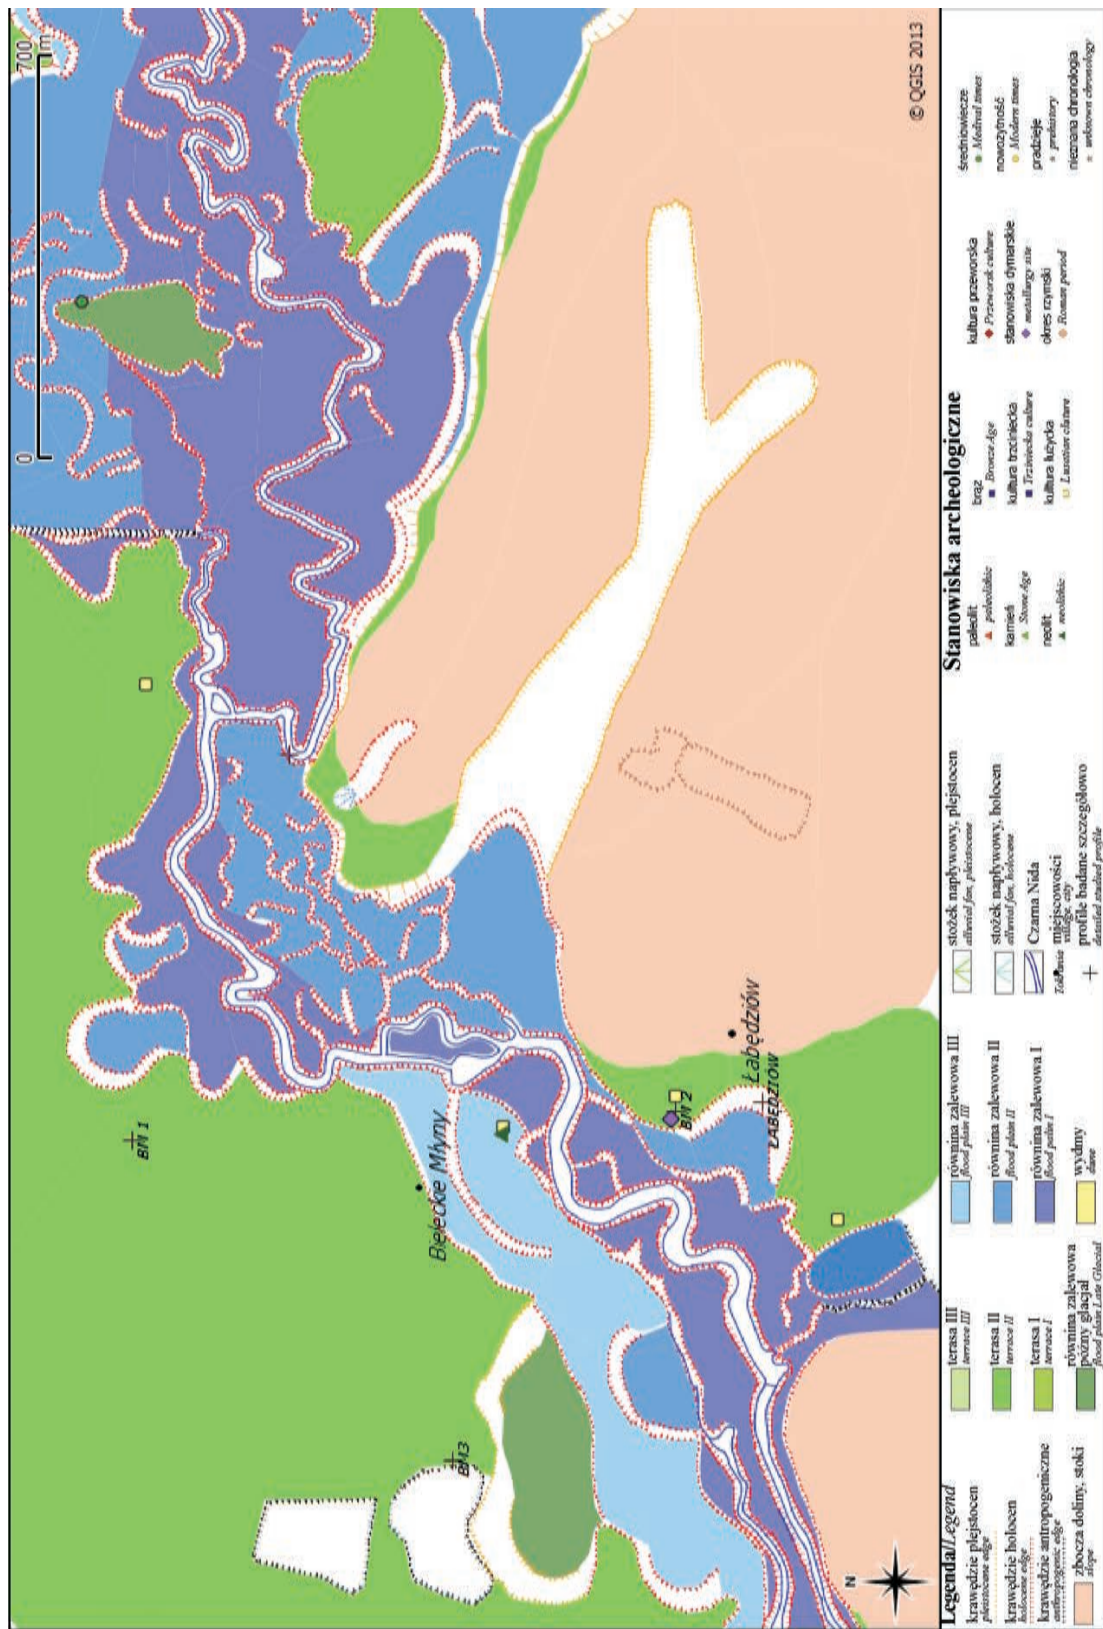 700
m
0
© QGIS 2013
BM 1
Bieleckie Młyny
BM 2
Łabędziów
ŁABĘDZIÓW
BM3
N
Legenda/Legend
krawędzie plejstocen
pleistocene edge
krawędzie holocen
holocene edge
krawędzie antropogeniczne
anthropogenic edge
zbocza doliny, stoki
slope
terasa III
terrace III
terasa II
terrace II
terasa I
terrace I
równina zalewowa
późny glacjał
flood plain Late Glacial
równina zalewowa III
flood plain III
równina zalewowa II
flood plain II
równina zalewowa I
flood palin I
wydmy
dune
stożek napływowy, plejstocen
alluvial fan, pleistocene
stożek napływowy, holocen
alluvial fan, holocene
Czarna Nida
Tokarnia
miejscowości
village, city
profile badane szczegółowo
detailed studied profile
Stanowiska archeologiczne
paleolit
paleolithic
kamień
Stone Age
neolit
neolithic
brąz
Bronze Age
kultura trzciniecka
Trziniecka culture
kultura łużycka
kultura przeworska
Przeworsk culture
stanowiska dymarskie
metallurgy site
okres rzymski
Roman period
średniowiecze
Medival times
nowożytność
Modern times
pradzieje
prehistory
nieznana chronologia
unknown chronology